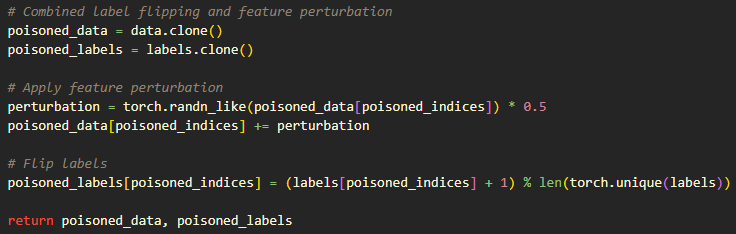 # Combined label flipping and feature perturbation
poisoned_data = data.clone()
poisoned_labels = labels.clone()

# Apply feature perturbation
perturbation = torch.randn_like(poisoned_data[poisoned_indices]) * 0.5
poisoned_data[poisoned_indices] += perturbation

# Flip labels
poisoned_labels[poisoned_indices] = (labels[poisoned_indices] + 1) % len(torch.unique(labels))

return poisoned_data, poisoned_labels